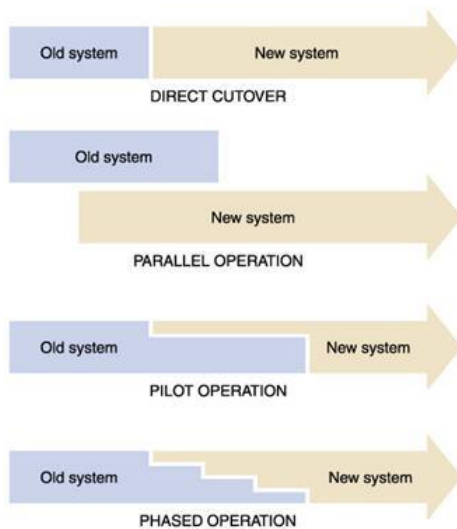 Old system New system
DIRECT CUTOVER
Old system
New system
PARALLEL OPERATION
Old system New system
PILOT OPERATION
Old system New system
PHASED OPERATION